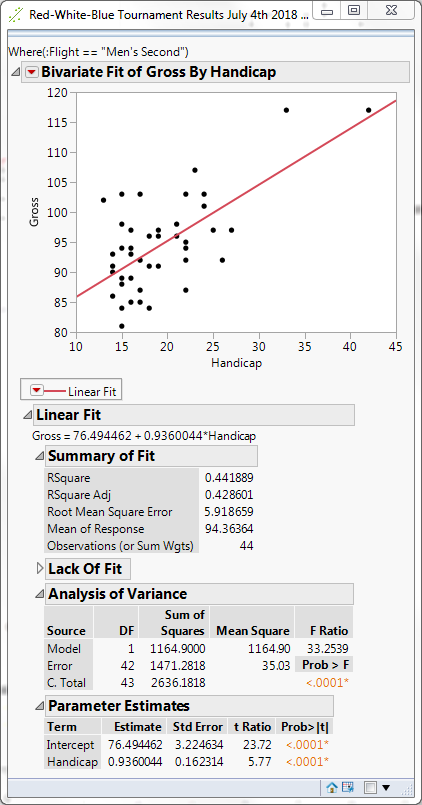 Red-White-Blue Tournament Results July 4th 2018 ...
Where(:Flight == "Men's Second")
Bivariate Fit of Gross By Handicap
120
115
110
105
100
95
90
85
80
Gross
10 15 20 25 30 35 40 45
Handicap
Linear Fit
Linear Fit
Gross = 76.494462 + 0.9360044*Handicap
Summary of Fit
RSquare 0.441889
RSquare Adj 0.428601
Root Mean Square Error 5.918659
Mean of Response 94.36364
Observations (or Sum Wgts) 44
Lack Of Fit
Analysis of Variance
Source DF Sum of Squares Mean Square F Ratio
Model 1 1164.9000 1164.90 33.2539
Error 42 1471.2818 35.03 Prob > F
C. Total 43 2636.1818 <.0001*
Parameter Estimates
Term Estimate Std Error t Ratio Prob>|t|
Intercept 76.494462 3.224634 23.72 <.0001*
Handicap 0.9360044 0.162314 5.77 <.0001*